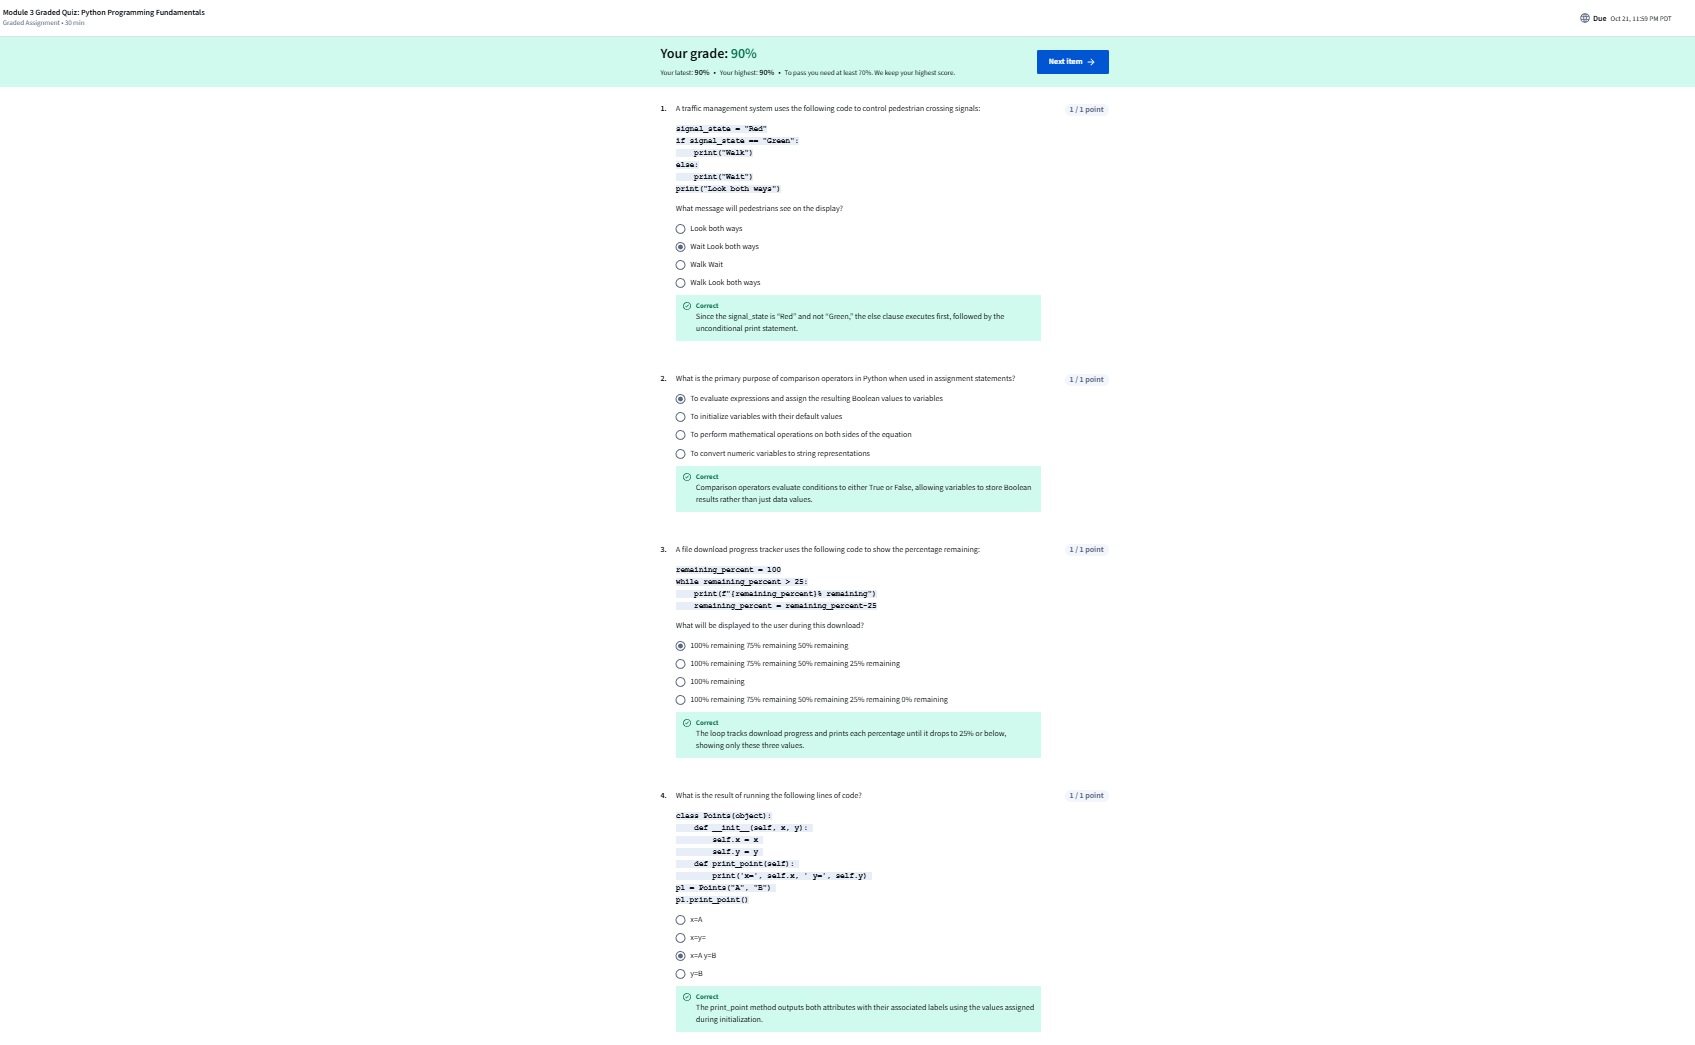 Module 3 Graded Quiz: Python Programming Fundamentals
Graded Assignment • 30 min
Due Oct 21, 11:59 PM PDT
Your grade: 90%
Your latest: 90% • Your highest: 90% • To pass you need at least 70%. We keep your highest score.
Next item →
1. A traffic management system uses the following code to control pedestrian crossing signals:
1 / 1 point
signal_state = "Red"
if signal_state == "Green":
    print("Walk")
else:
    print("Wait")
print("Look both ways")
What message will pedestrians see on the display?
Look both ways
Wait Look both ways
Walk Wait
Walk Look both ways
Correct
Since the signal_state is “Red” and not “Green,” the else clause executes first, followed by the
unconditional print statement.
2. What is the primary purpose of comparison operators in Python when used in assignment statements?
1 / 1 point
To evaluate expressions and assign the resulting Boolean values to variables
To initialize variables with their default values
To perform mathematical operations on both sides of the equation
To convert numeric variables to string representations
Correct
Comparison operators evaluate conditions to either True or False, allowing variables to store Boolean
results rather than just data values.
3. A file download progress tracker uses the following code to show the percentage remaining:
1 / 1 point
remaining_percent = 100
while remaining_percent > 25:
    print(f"{remaining_percent}% remaining")
    remaining_percent = remaining_percent-25
What will be displayed to the user during this download?
100% remaining 75% remaining 50% remaining
100% remaining 75% remaining 50% remaining 25% remaining
100% remaining
100% remaining 75% remaining 50% remaining 25% remaining 0% remaining
Correct
The loop tracks download progress and prints each percentage until it drops to 25% or below,
showing only these three values.
4. What is the result of running the following lines of code?
1 / 1 point
class Points(object):
    def __init__(self, x, y):
        self.x = x
        self.y = y
    def print_point(self):
        print('x=', self.x, ' y=', self.y)
p1 = Points("A", "B")
p1.print_point()
x=A
x=y=
x=A y=B
y=B
Correct
The print_point method outputs both attributes with their associated labels using the values assigned
during initialization.